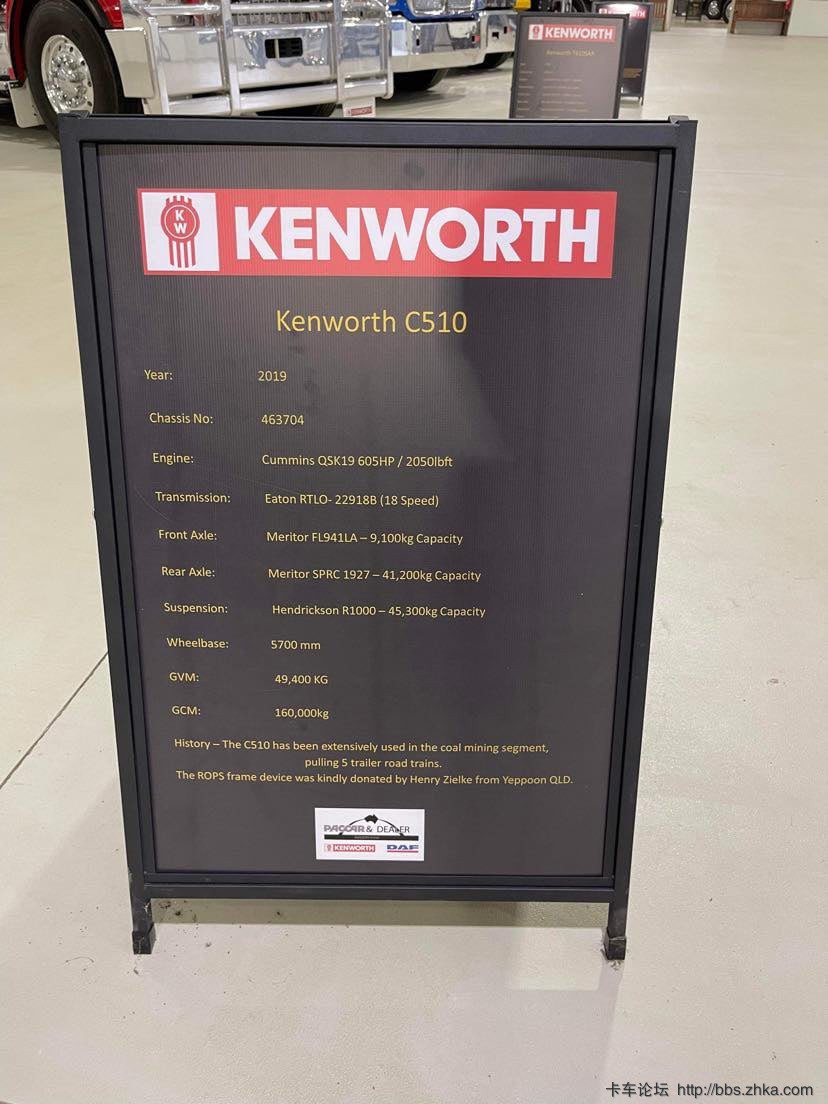 KENWORTH
Kenworth T610SAR
KENWORTH
KENWORTH
K
W
KENWORTH
Kenworth C510
Year: 2019
Chassis No: 463704
Engine: Cummins QSK19 605HP / 2050lbft
Transmission: Eaton RTLO- 22918B (18 Speed)
Front Axle: Meritor FL941LA – 9,100kg Capacity
Rear Axle: Meritor SPRC 1927 – 41,200kg Capacity
Suspension: Hendrickson R1000 – 45,300kg Capacity
Wheelbase: 5700 mm
GVM: 49,400 KG
GCM: 160,000kg
History – The C510 has been extensively used in the coal mining segment,
pulling 5 trailer road trains.
The ROPS frame device was kindly donated by Henry Zielke from Yeppoon QLD.
PACCAR & DEALER
KENWORTH DAF
卡车论坛 http://bbs.zhka.com